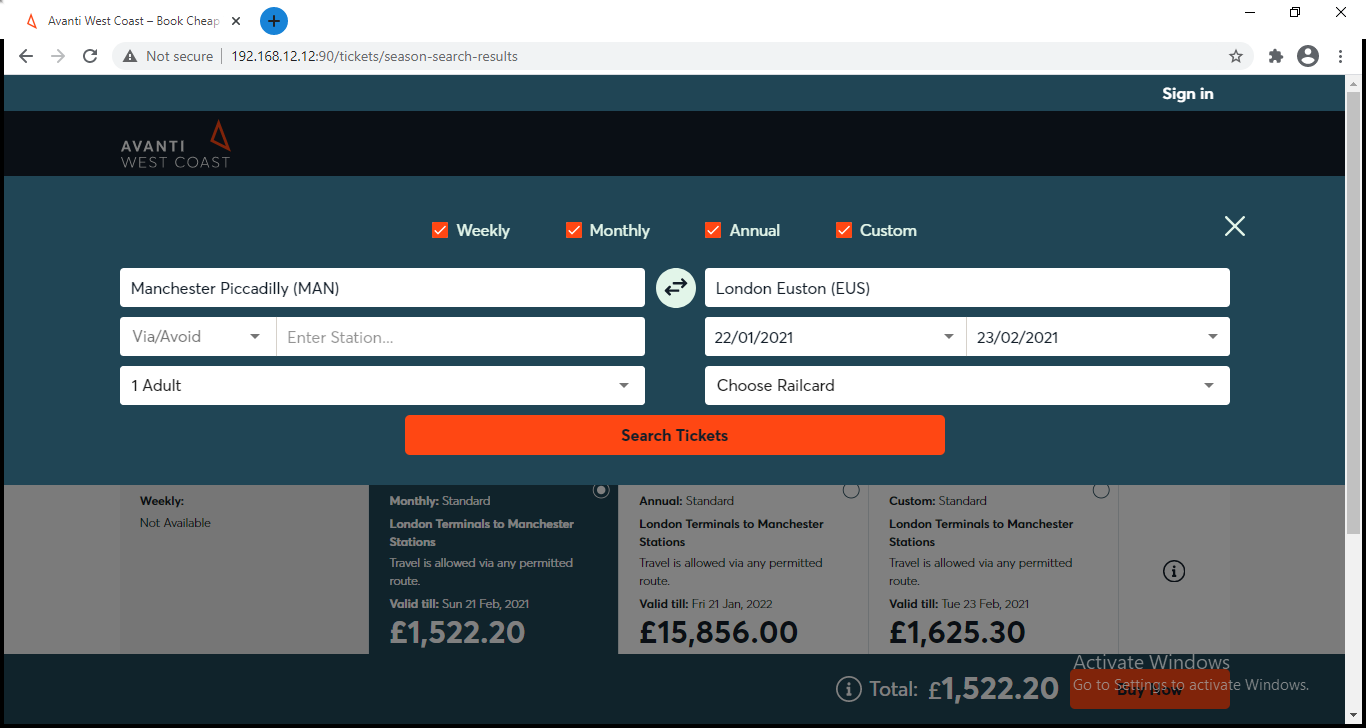 Avanti West Coast – Book Cheap
Not secure 192.168.12.12:90/tickets/season-search-results
Sign in
AVANTI
WEST COAST
Weekly Monthly Annual Custom
Manchester Piccadilly (MAN) London Euston (EUS)
Via/Avoid Enter Station... 22/01/2021 23/02/2021
1 Adult Choose Railcard
Search Tickets
Weekly:
Not Available
Monthly: Standard
London Terminals to Manchester
Stations
Travel is allowed via any permitted
route.
Valid till: Sun 21 Feb, 2021
£1,522.20
Annual: Standard
London Terminals to Manchester
Stations
Travel is allowed via any permitted
route.
Valid till: Fri 21 Jan, 2022
£15,856.00
Custom: Standard
London Terminals to Manchester
Stations
Travel is allowed via any permitted
route.
Valid till: Tue 23 Feb, 2021
£1,625.30
Total: £1,522.20
Buy Now
Activate Windows
Go to Settings to activate Windows.